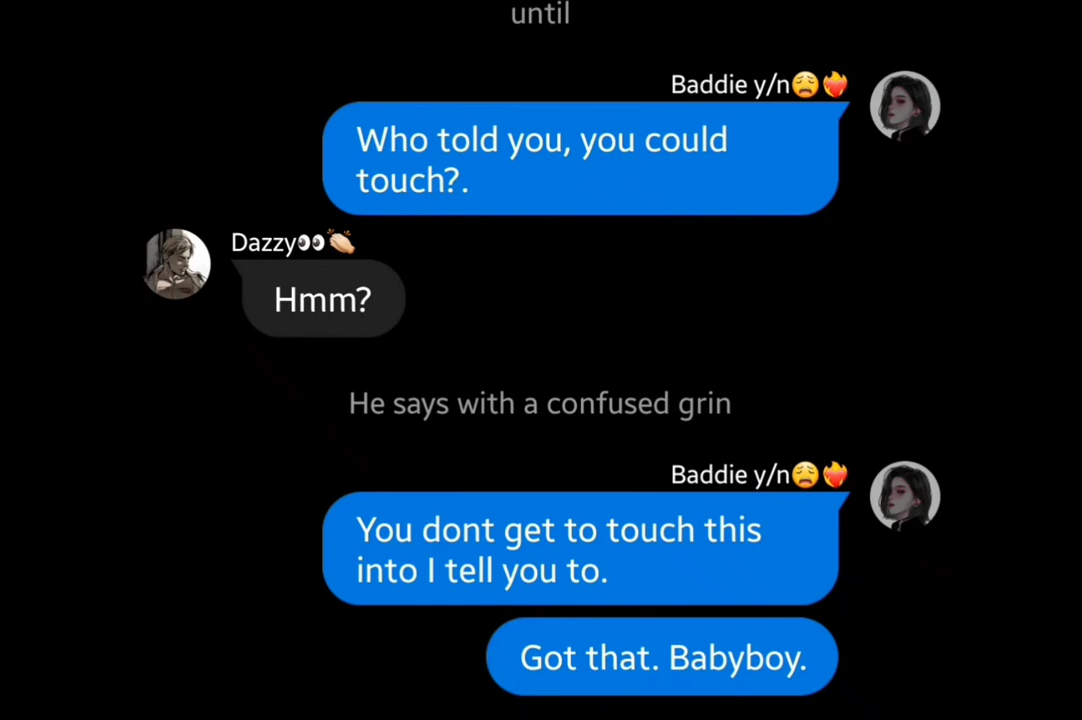 until
Baddie y/n😩❤️‍🔥
Who told you, you could
touch?.
Dazzy👀👏🏻
Hmm?
He says with a confused grin
Baddie y/n😩❤️‍🔥
You dont get to touch this
into I tell you to.
Got that. Babyboy.